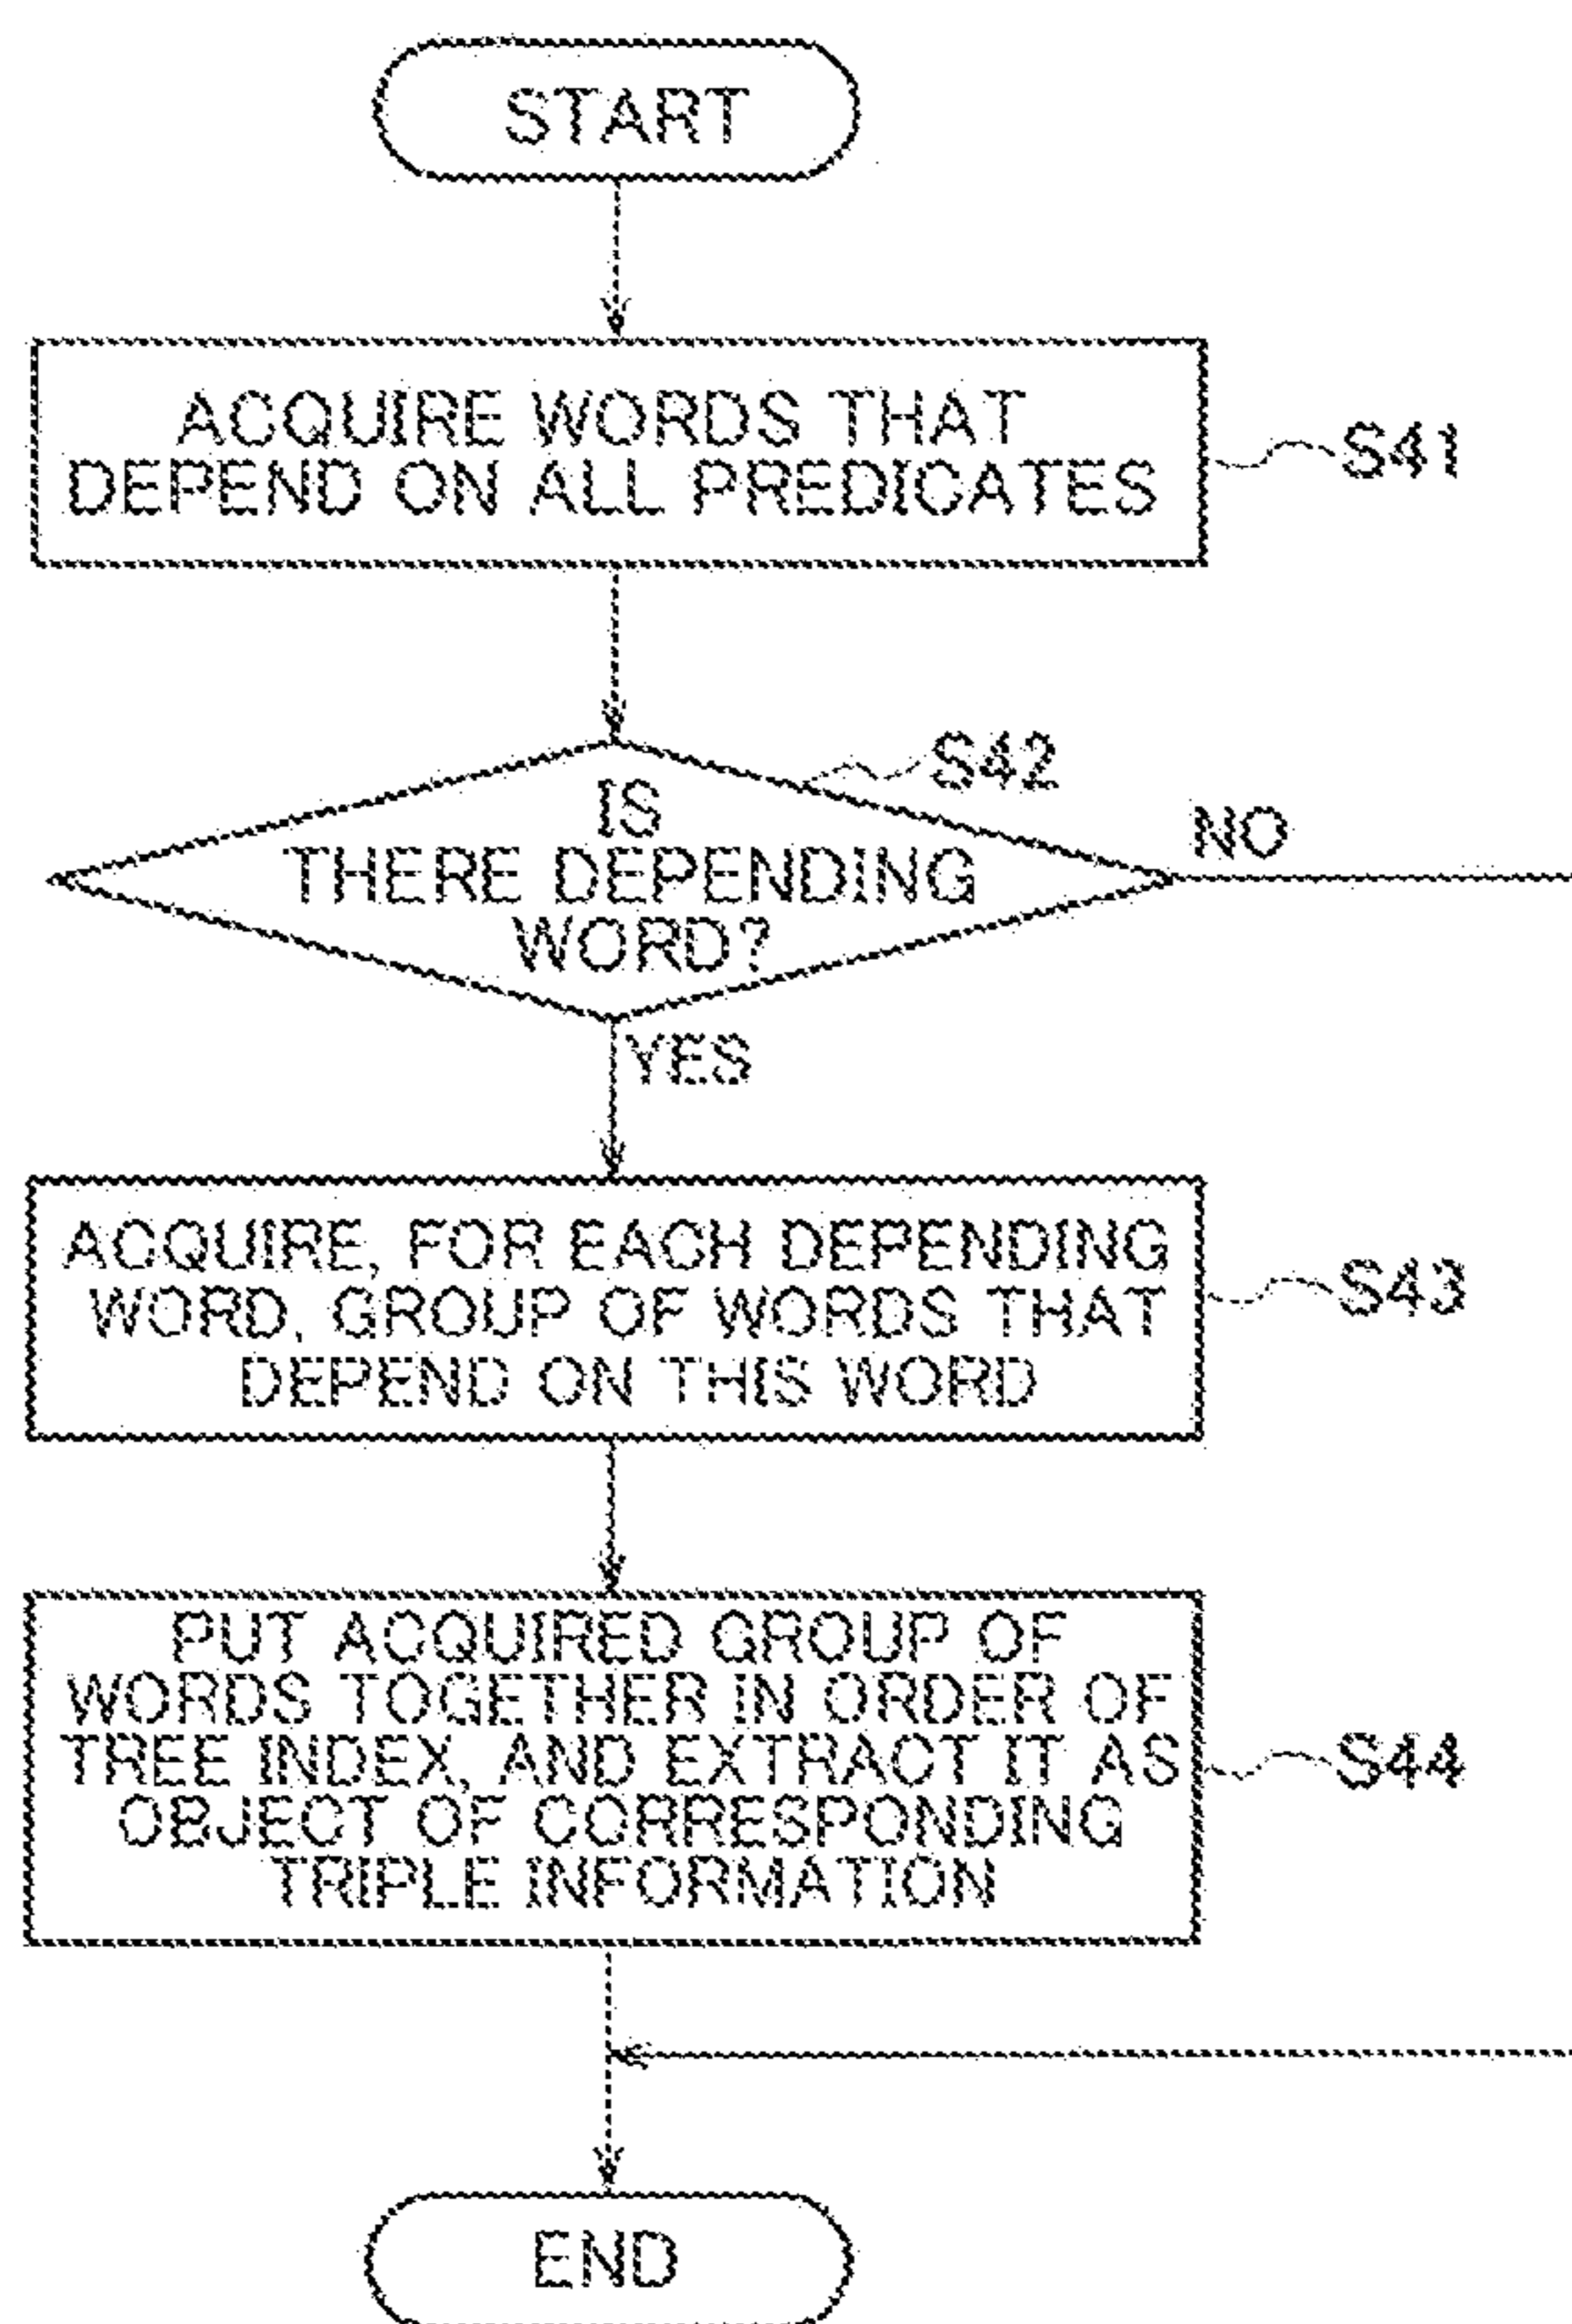 START
ACQUIRE WORDS THAT
DEPEND ON ALL PREDICATES
S41
S42
IS
THERE DEPENDING
WORD?
NO
YES
ACQUIRE, FOR EACH DEPENDING
WORD, GROUP OF WORDS THAT
DEPEND ON THIS WORD
S43
PUT ACQUIRED GROUP OF
WORDS TOGETHER IN ORDER OF
TREE INDEX, AND EXTRACT IT AS
OBJECT OF CORRESPONDING
TRIPLE INFORMATION
S44
END